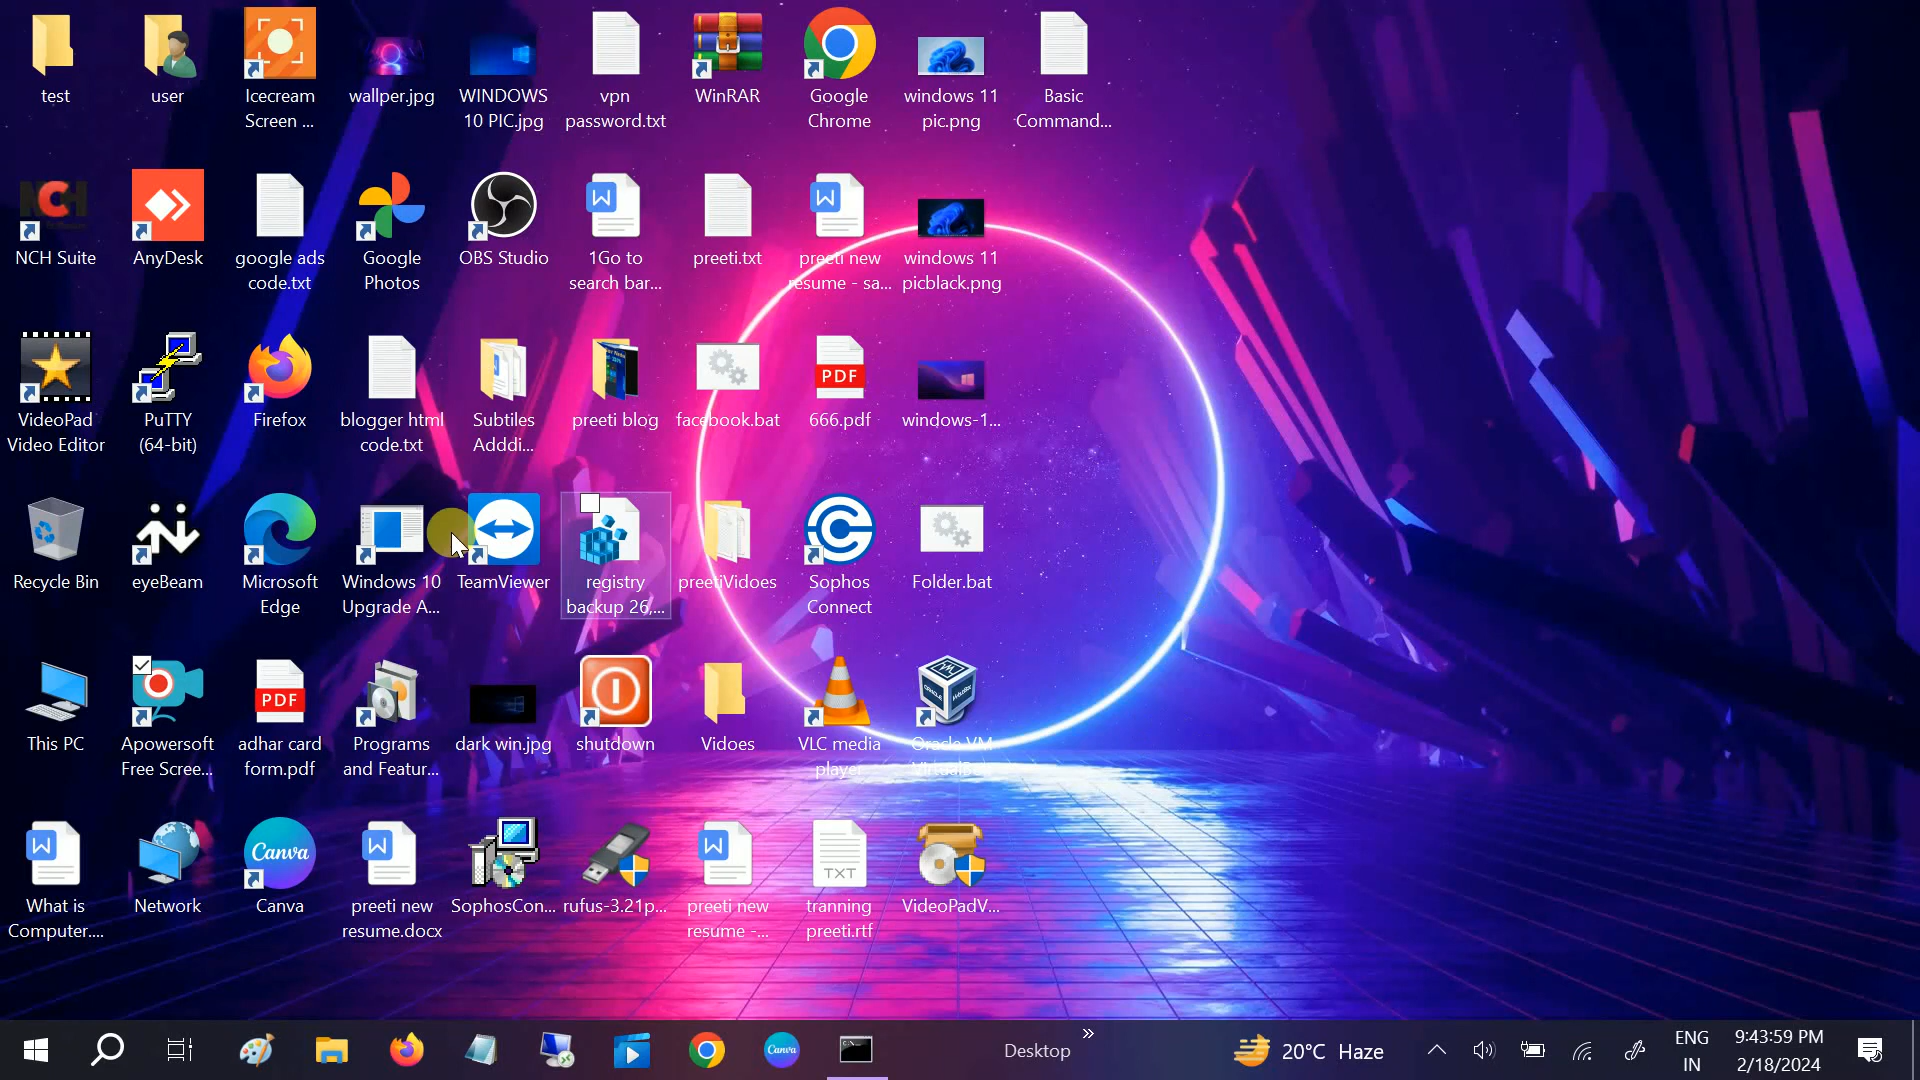 test
user
Icecream
Screen ...
wallper.jpg
WINDOWS
10 PIC.jpg
vpn
password.txt
WinRAR
Google
Chrome
windows 11
pic.png
Basic
Command...
NCH
NCH Suite
AnyDesk
google ads
code.txt
Google
Photos
OBS Studio
W
1Go to
search bar...
preeti.txt
W
preeti new
resume - sa...
windows 11
picblack.png
VideoPad
Video Editor
PuTTY
(64-bit)
Firefox
blogger html
code.txt
Subtiles
Adddi...
preeti blog
facebook.bat
PDF
666.pdf
windows-1...
Recycle Bin
eyeBeam
Microsoft
Edge
Windows 10
Upgrade A...
TeamViewer
registry
backup 26,...
preetiVidoes
Sophos
Connect
Folder.bat
This PC
Apowersoft
Free Scree...
PDF
adhar card
form.pdf
Programs
and Featur...
dark win.jpg
shutdown
Vidoes
VLC media
player
Oracle VM
VirtualBox
W
What is
Computer....
Network
Canva
Canva
W
preeti new
resume.docx
SophosCon...
rufus-3.21p...
W
preeti new
resume -...
TXT
tranning
preeti.rtf
VideoPadV...
Canva
Desktop
20°C Haze
ENG
IN
9:43:59 PM
2/18/2024